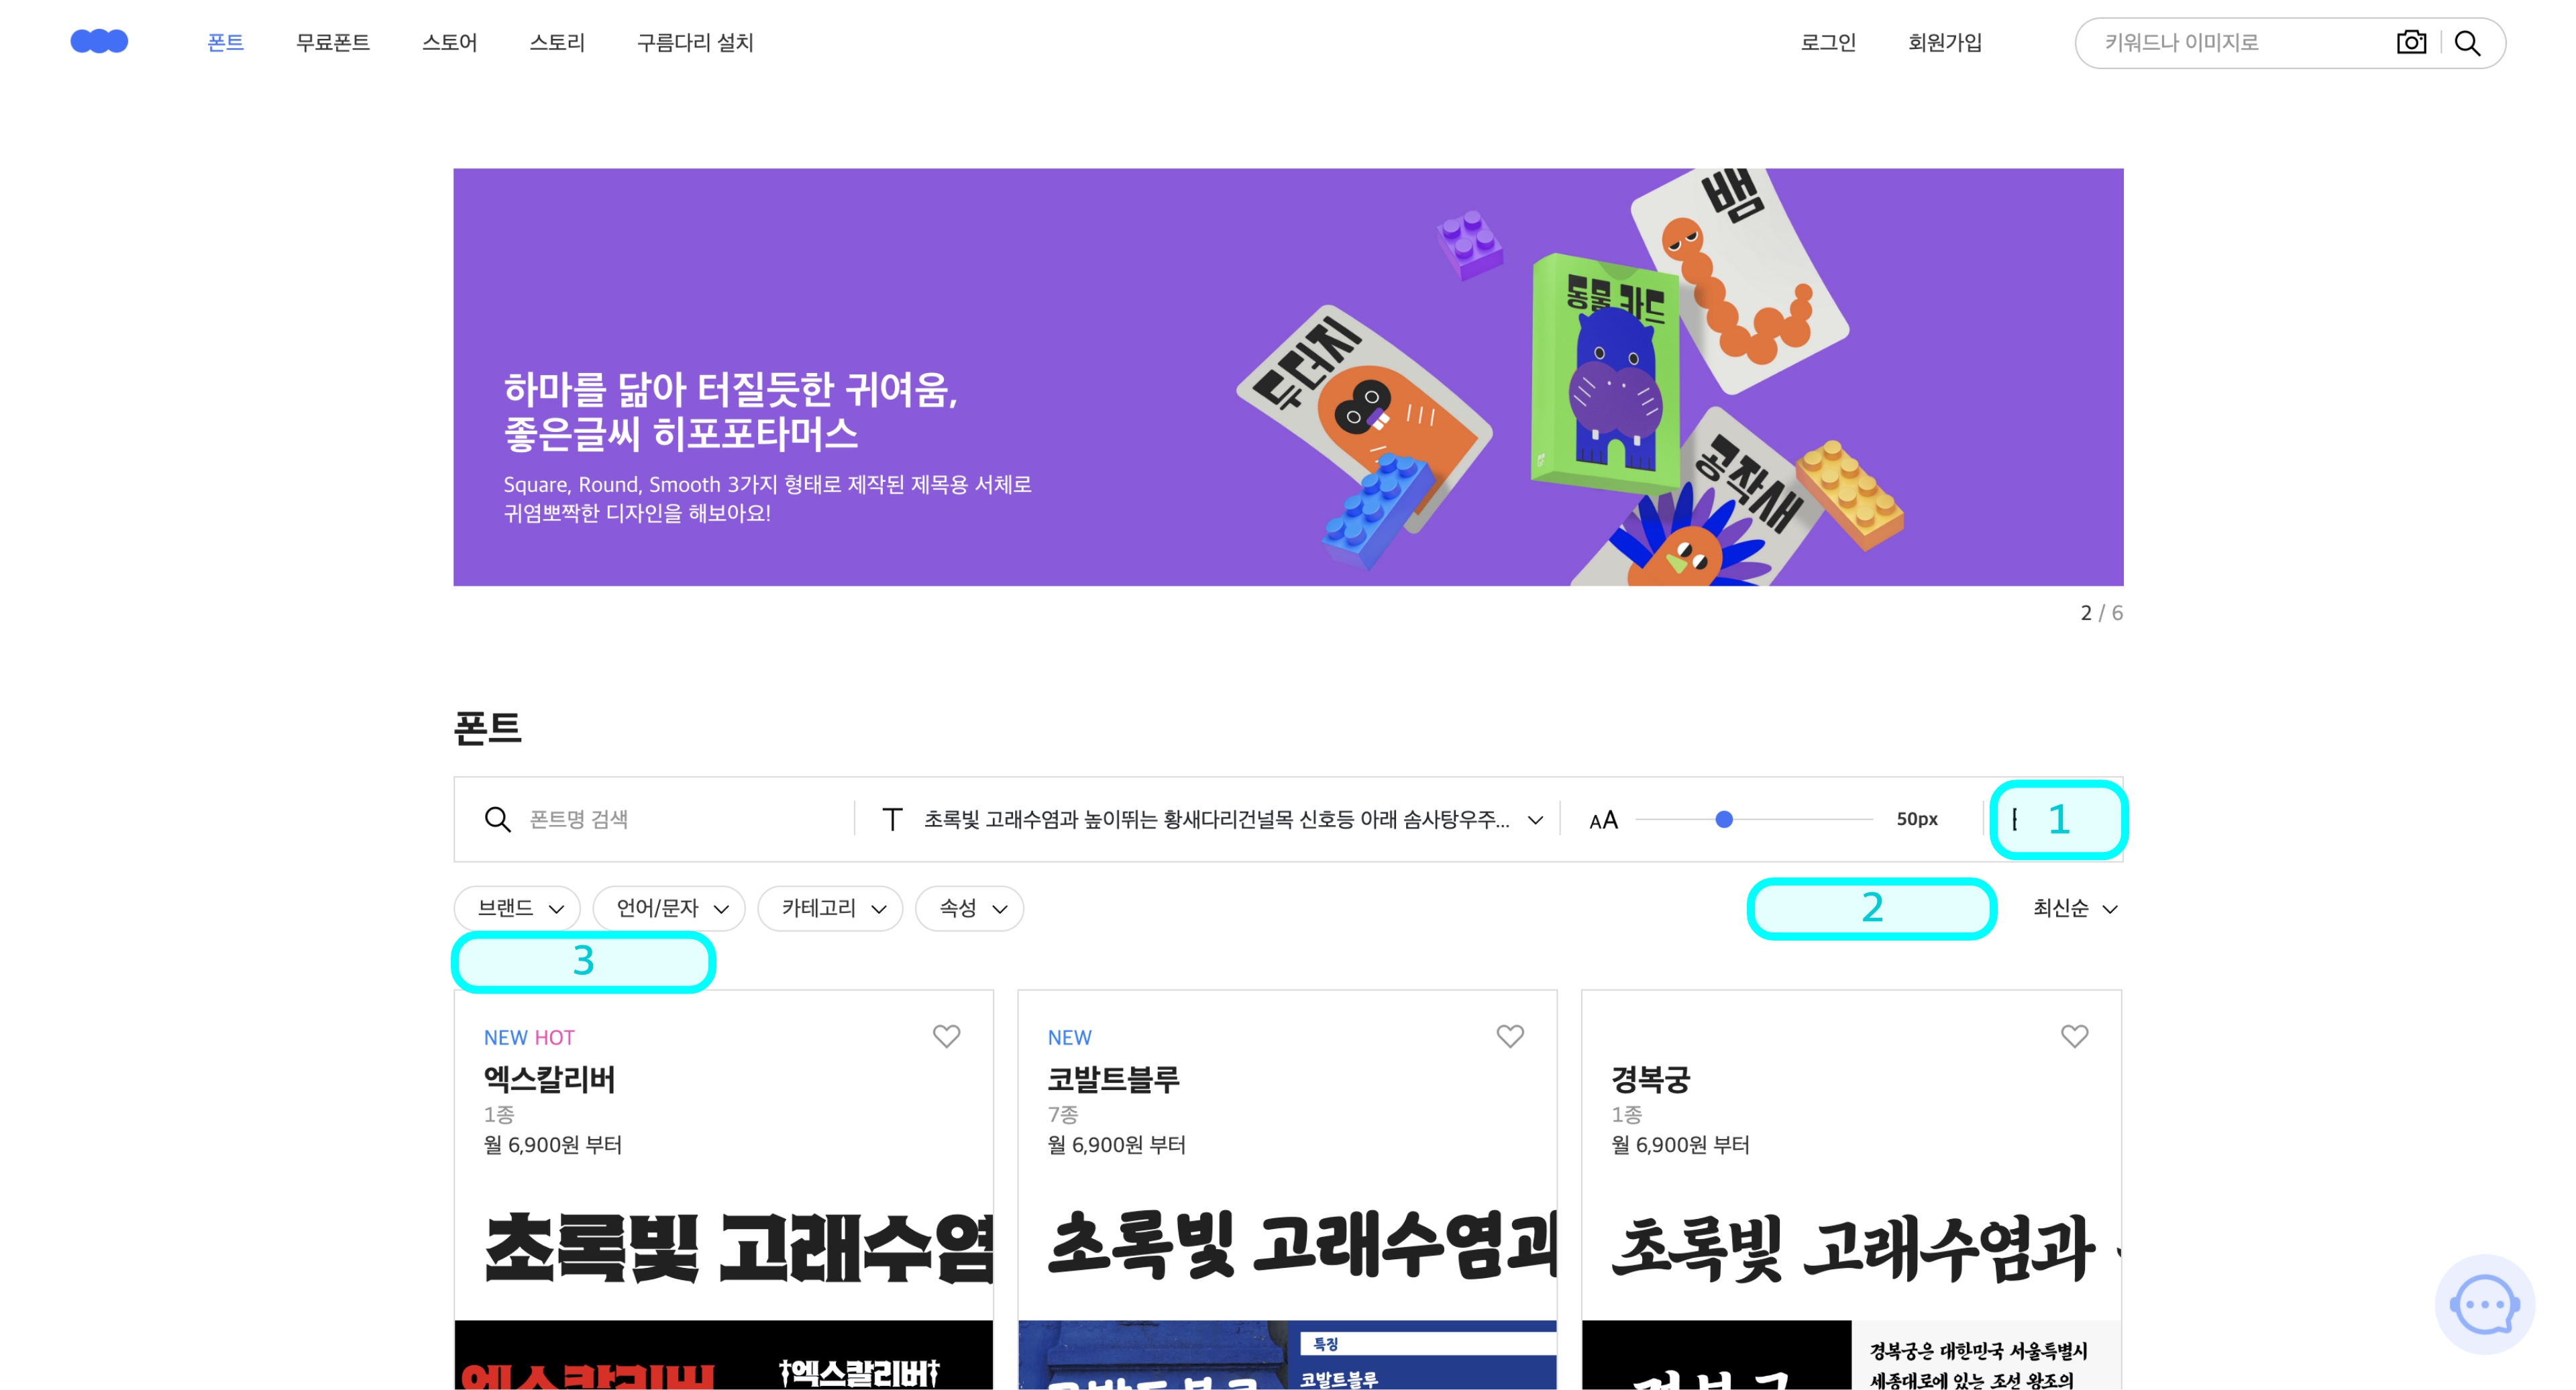 폰트 무료폰트 스토어 스토리 구름다리 설치 로그인 회원가입 키워드나 이미지로
뱀
동물 카드
두더지
공작새
하마를 닮아 터질듯한 귀여움,
좋은글씨 히포포타머스
Square, Round, Smooth 3가지 형태로 제작된 제목용 서체로
귀염뽀짝한 디자인을 해보아요!
2 / 6
폰트
폰트명 검색 T 초록빛 고래수염과 높이뛰는 황새다리건널목 신호등 아래 솜사탕우주... AA 50px 1
브랜드 언어/문자 카테고리 속성 2 최신순
3
NEW HOT
엑스칼리버
1종
월 6,900원 부터
초록빛 고래수염
엑스칼리버
†엑스칼리버†
NEW
코발트블루
7종
월 6,900원 부터
초록빛 고래수염과
특징
코발트블루
코발트블루
경복궁
1종
월 6,900원 부터
초록빛 고래수염과
경복궁
경복궁은 대한민국 서울특별시
세종대로에 있는 조선 왕조의